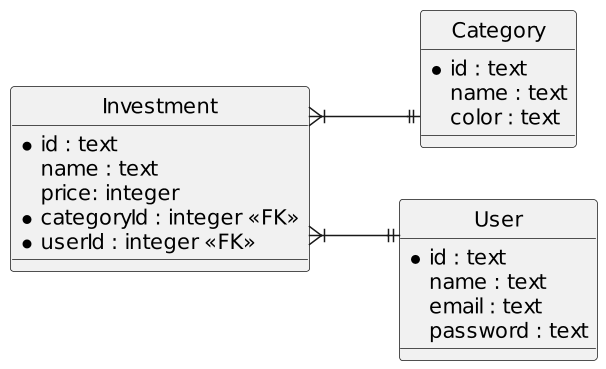 Category
id : text
name : text
color : text
Investment
id : text
name : text
price: integer
categoryId : integer «FK»
userId : integer «FK»
User
id : text
name : text
email : text
password : text